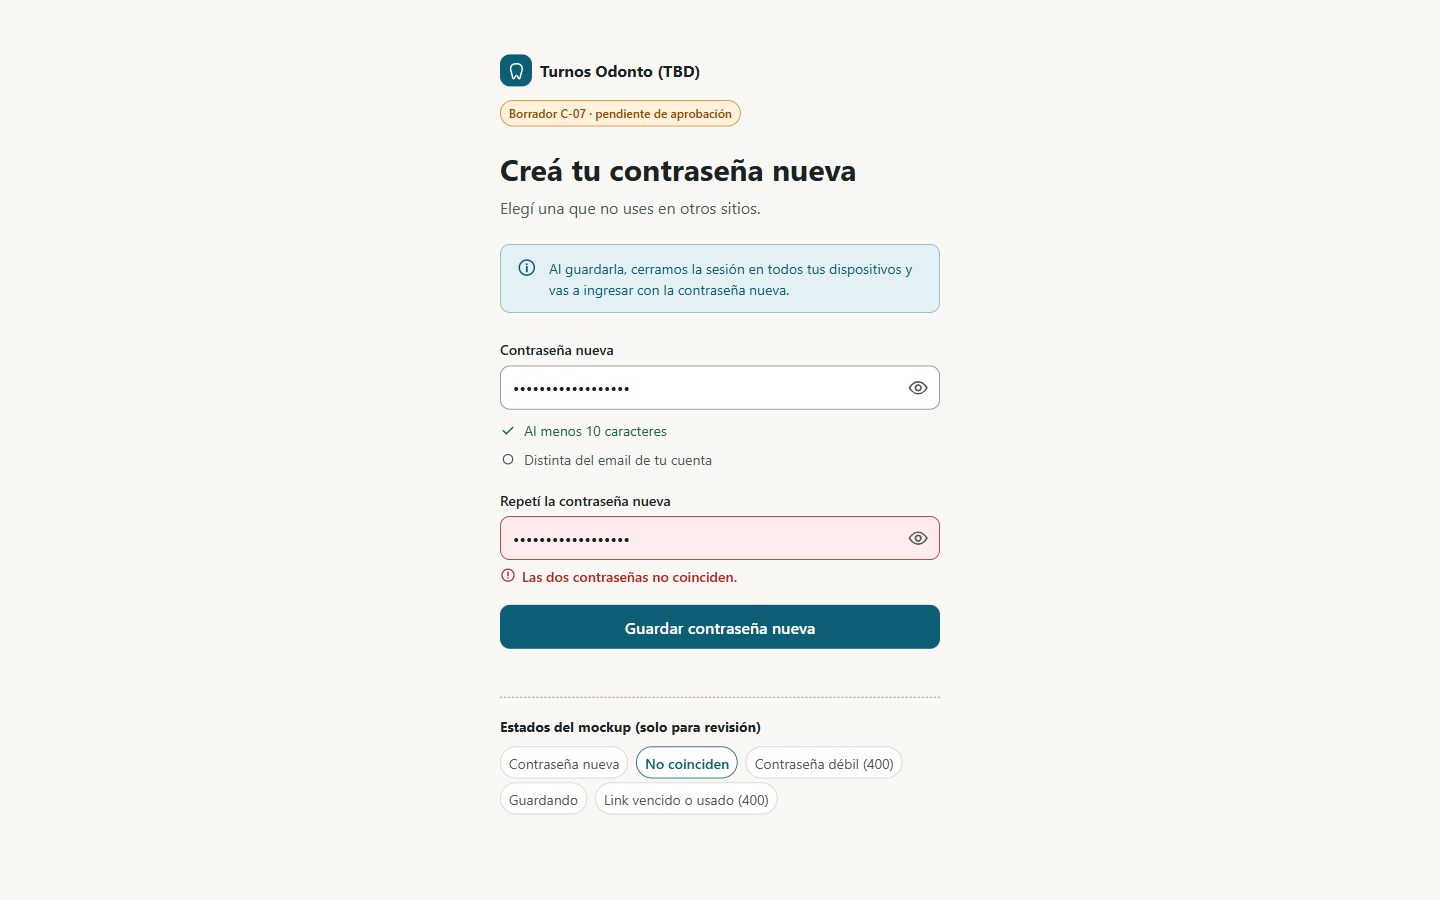 Turnos Odonto (TBD)
Borrador C-07 · pendiente de aprobación
Creá tu contraseña nueva
Elegí una que no uses en otros sitios.
Al guardarla, cerramos la sesión en todos tus dispositivos y
vas a ingresar con la contraseña nueva.
Contraseña nueva
••••••••••••••••••
Al menos 10 caracteres
Distinta del email de tu cuenta
Repetí la contraseña nueva
••••••••••••••••••
Las dos contraseñas no coinciden.
Guardar contraseña nueva
Estados del mockup (solo para revisión)
Contraseña nueva No coinciden Contraseña débil (400)
Guardando Link vencido o usado (400)